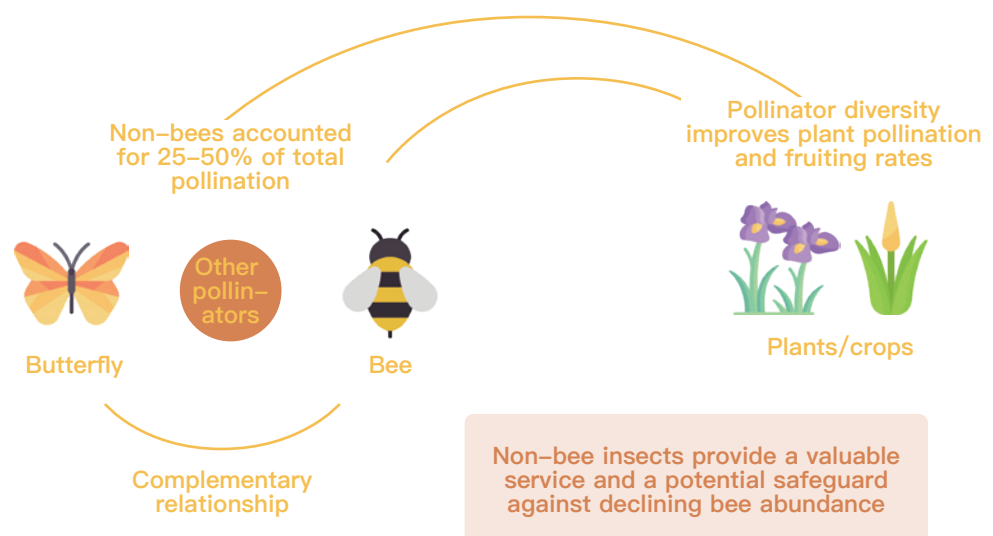 Non-bees accounted
for 25-50% of total
pollination
Pollinator diversity
improves plant pollination
and fruiting rates
Other
pollin-
ators
Butterfly
Bee
Plants/crops
Complementary
relationship
Non-bee insects provide a valuable
service and a potential safeguard
against declining bee abundance